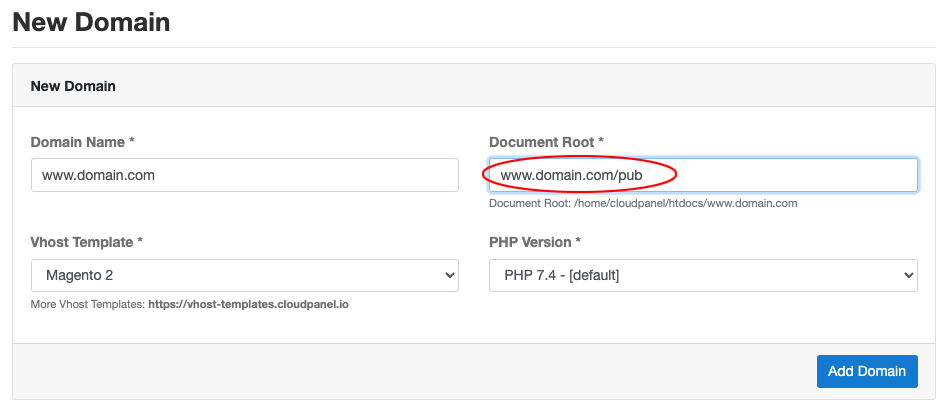 New Domain
New Domain
Domain Name *
Document Root *
www.domain.com
www.domain.com/pub
Document Root: /home/cloudpanel/htdocs/www.domain.com
Vhost Template *
PHP Version *
Magento 2
PHP 7.4 - [default]
More Vhost Templates: https://vhost-templates.cloudpanel.io
Add Domain